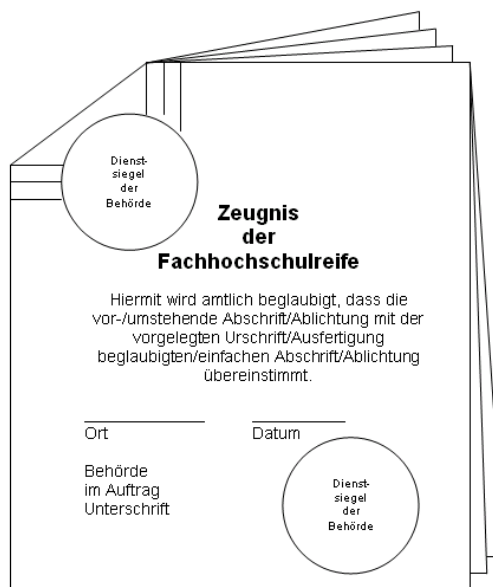 Dienst-
siegel
der
Behörde
Zeugnis
der
Fachhochschulreife
Hiermit wird amtlich beglaubigt, dass die
vor-/umstehende Abschrift/Ablichtung mit der
vorgelegten Urschrift/Ausfertigung
beglaubigten/einfachen Abschrift/Ablichtung
übereinstimmt.
Ort
Datum
Behörde
im Auftrag
Unterschrift
Dienst-
siegel
der
Behörde